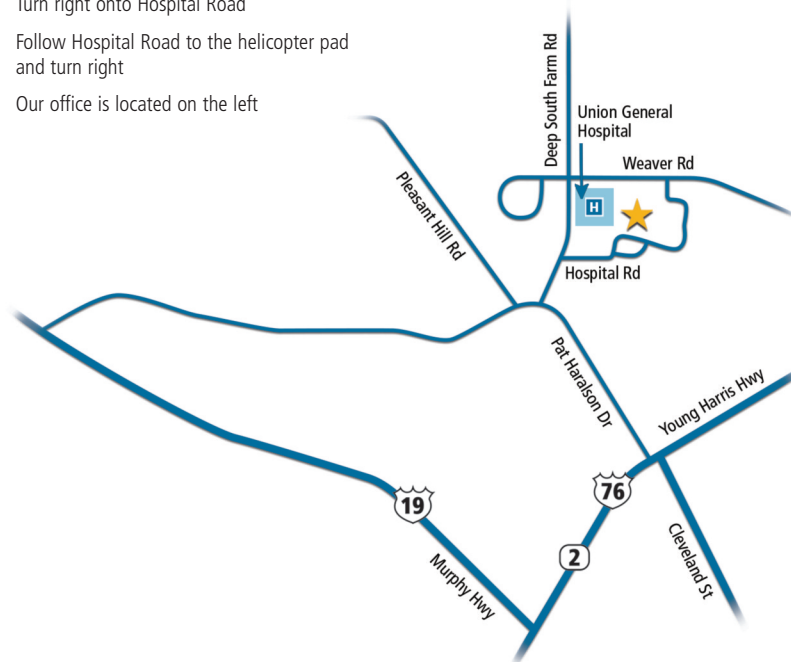 Turn right onto Hospital Road
Follow Hospital Road to the helicopter pad
and turn right
Our office is located on the left
Deep South Farm Rd
Union General
Hospital
Weaver Rd
Pleasant Hill Rd
H
Hospital Rd
Pat Haralson Dr
Young Harris Hwy
76
19
2
Murphy Hwy
Cleveland St